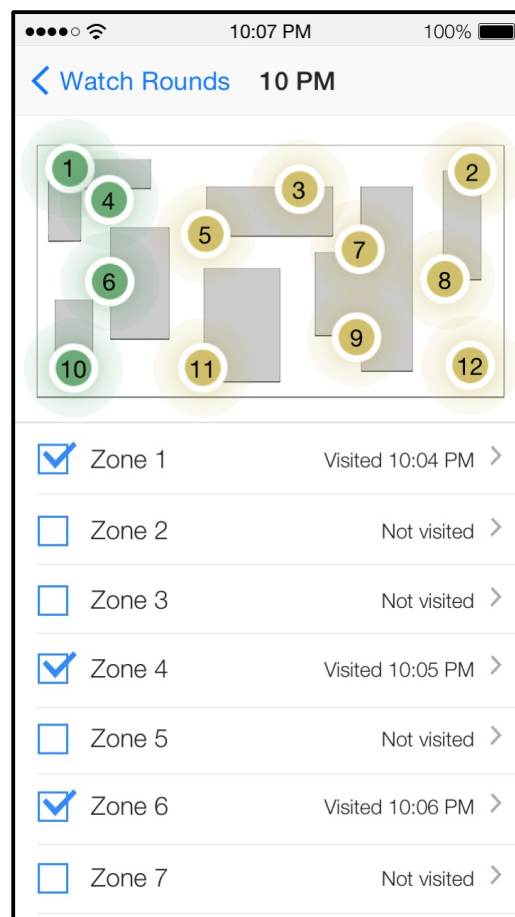 10:07 PM 100%
Watch Rounds 10 PM
1
2
3
4
5
7
6
8
9
10
11
12
Zone 1 Visited 10:04 PM
Zone 2 Not visited
Zone 3 Not visited
Zone 4 Visited 10:05 PM
Zone 5 Not visited
Zone 6 Visited 10:06 PM
Zone 7 Not visited